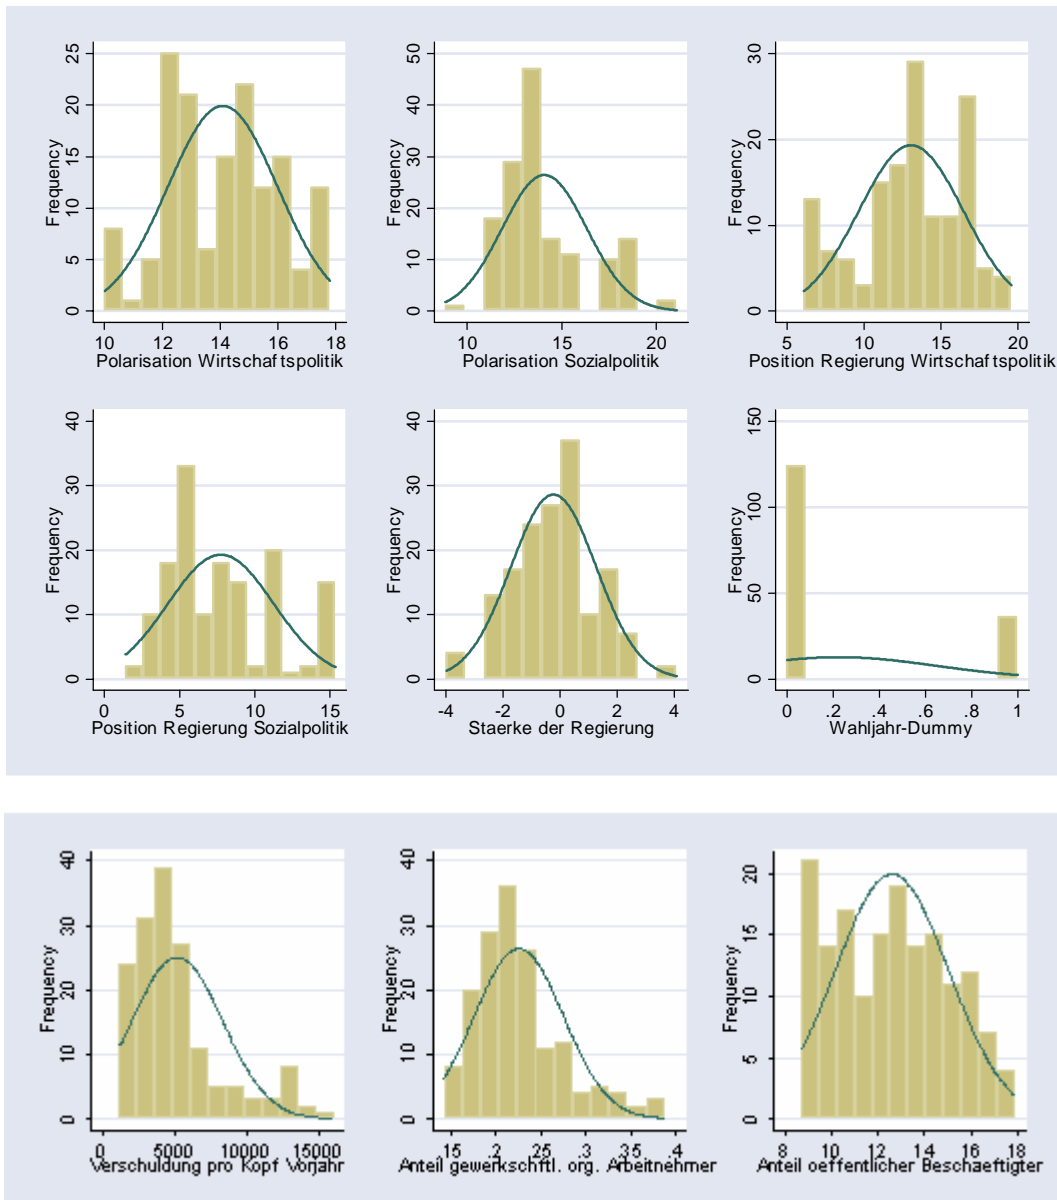 Frequency
0 5 10 15 20 25
10 12 14 16 18
Polarisation Wirtschaftspolitik
Frequency
0 10 20 30 40 50
10 15 20
Polarisation Sozialpolitik
Frequency
0 10 20 30
5 10 15 20
Position Regierung Wirtschaftspolitik
Frequency
0 10 20 30 40
0 5 10 15
Position Regierung Sozialpolitik
Frequency
0 10 20 30 40
-4 -2 0 2 4
Staerke der Regierung
Frequency
0 50 100 150
0 .2 .4 .6 .8 1
Wahljahr-Dummy
Frequency
0 10 20 30 40
0 5000 10000 15000
Verschuldung pro Kopf Vorjahr
Frequency
0 10 20 30 40
.15 .2 .25 .3 .35 .4
Anteil gewerkschftl. org. Arbeitnehmer
Frequency
0 5 10 15 20
8 10 12 14 16 18
Anteil oeffentlicher Beschaeftigter